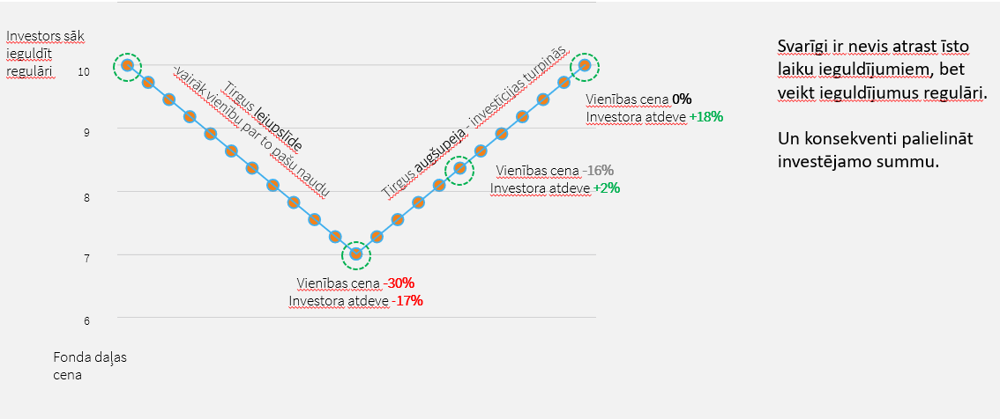 Investors sāk
ieguldīt
regulāri
10
9
8
7
6
Fonda daļas
cena
Tirgus lejupslīde
-vairāk vienību par to pašu naudu
Tirgus augšupeja - investīcijas turpinās
Vienības cena -30%
Investora atdeve -17%
Vienības cena -16%
Investora atdeve +2%
Vienības cena 0%
Investora atdeve +18%
Svarīgi ir nevis atrast īsto
laiku ieguldījumiem, bet
veikt ieguldījumus regulāri.
Un konsekventi palielināt
investējamo summu.